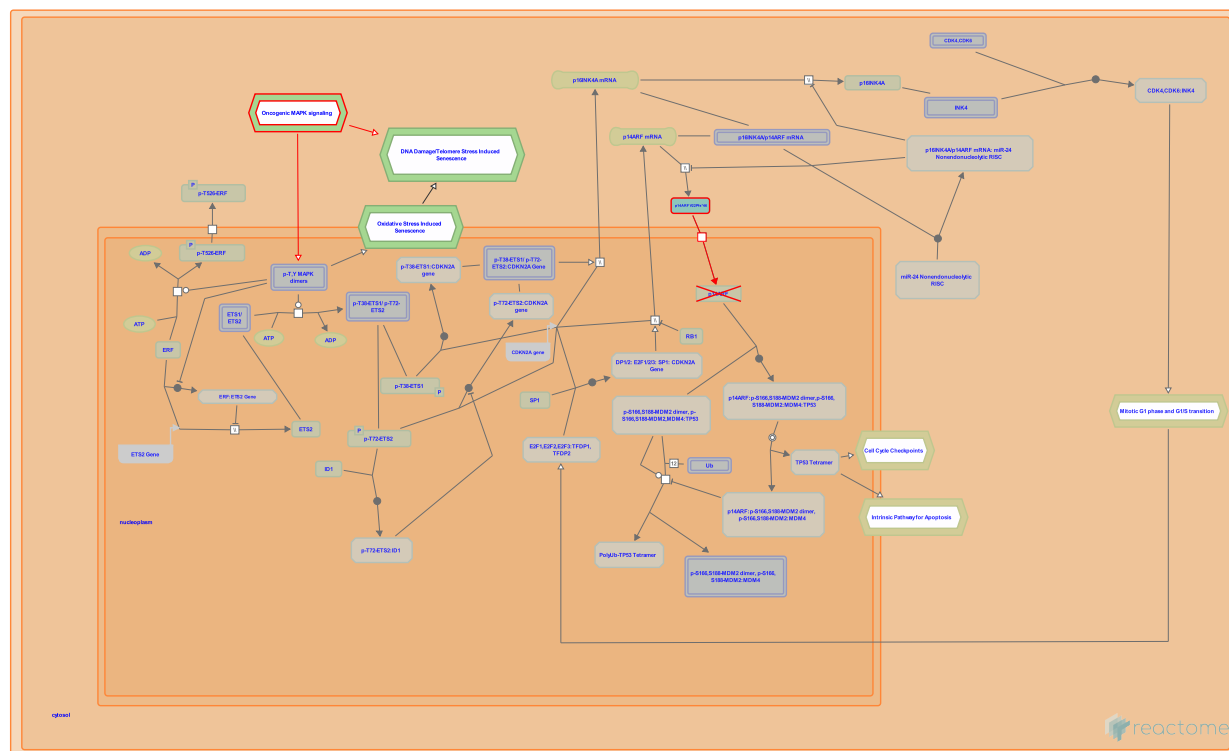 CDK4,CDK6
p16INK4A mRNA
p16INK4A
CDK4,CDK6:INK4
INK4
Oncogenic MAPK signaling
p14ARF mRNA
p16INK4A/p14ARF mRNA
DNA Damage/Telomere Stress Induced
Senescence
p16INK4A/p14ARF mRNA: miR-24
Nonendonucleolytic RISC
P
p-T526-ERF
Oxidative Stress Induced
Senescence
P
p-T526-ERF
ADP
p-T,Y MAPK
dimers
p-T38-ETS1:CDKN2A
gene
p-T38-ETS1/ p-T72-
ETS2:CDKN2A Gene
miR-24 Nonendonucleolytic
RISC
p14ARF
p-T38-ETS1/ p-T72-
ETS2
p-T72-ETS2:CDKN2A
gene
ETS1/
ETS2
ATP
ATP
ADP
RB1
ERF
CDKN2A gene
DP1/2: E2F1/2/3: SP1: CDKN2A
Gene
p-T38-ETS1
P
ERF:ETS2 Gene
SP1
p-S166,S188-MDM2 dimer, p-
S166,S188-MDM2,MDM4:TP53
p14ARF:p-S166,S188-MDM2 dimer,p-S166,
S188-MDM2:MDM4:TP53
Mitotic G1 phase and G1/S transition
ETS2
P
p-T72-ETS2
ETS2 Gene
E2F1,E2F2,E2F3:TFDP1,
TFDP2
Cell Cycle Checkpoints
ID1
12
Ub
TP53 Tetramer
p14ARF:p-S166,S188-MDM2 dimer,
p-S166,S188-MDM2:MDM4
Intrinsic Pathway for Apoptosis
nucleoplasm
p-T72-ETS2:ID1
PolyUb-TP53 Tetramer
p-S166,S188-MDM2 dimer, p-S166,
S188-MDM2:MDM4
cytosol
reactome